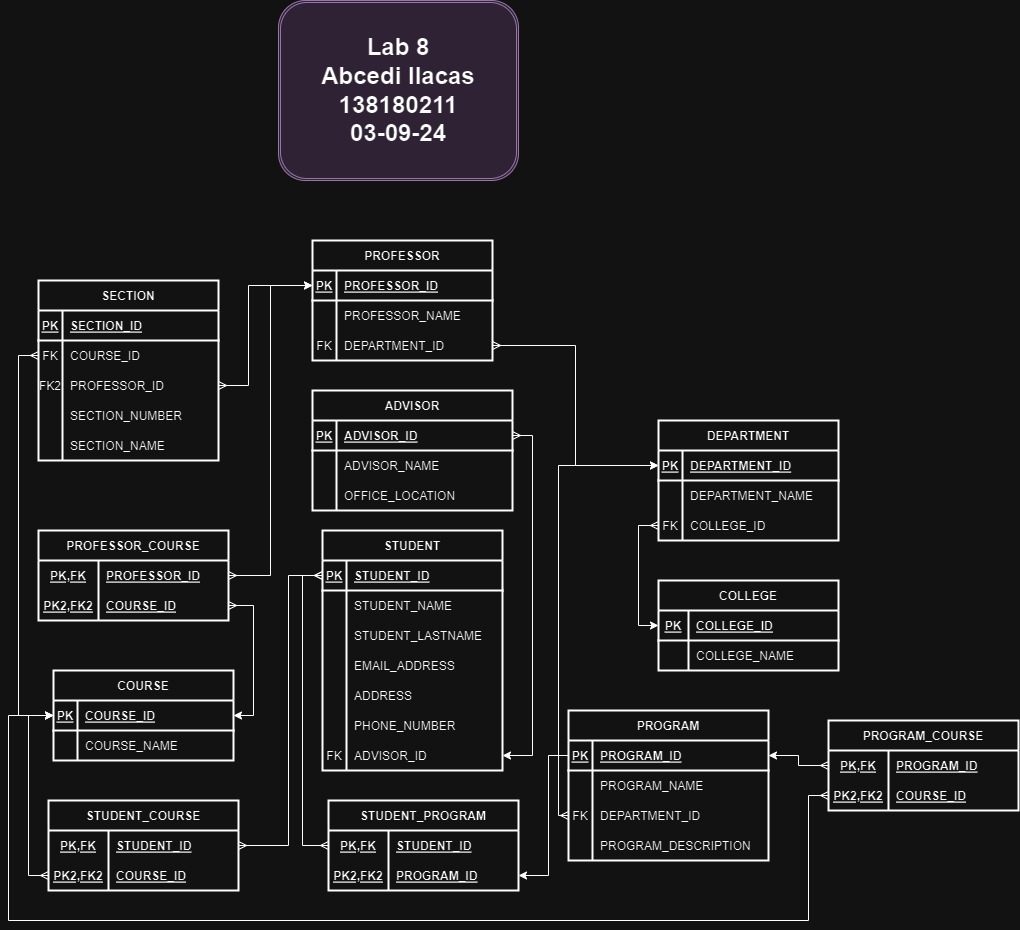 Lab 8
Abcedi Ilacas
138180211
03-09-24
PROFESSOR
PK PROFESSOR_ID
PROFESSOR_NAME
FK DEPARTMENT_ID
SECTION
PK SECTION_ID
FK COURSE_ID
FK2 PROFESSOR_ID
SECTION_NUMBER
SECTION_NAME
ADVISOR
PK ADVISOR_ID
ADVISOR_NAME
OFFICE_LOCATION
DEPARTMENT
PK DEPARTMENT_ID
DEPARTMENT_NAME
FK COLLEGE_ID
PROFESSOR_COURSE
PK,FK PROFESSOR_ID
PK2,FK2 COURSE_ID
STUDENT
PK STUDENT_ID
STUDENT_NAME
STUDENT_LASTNAME
EMAIL_ADDRESS
ADDRESS
PHONE_NUMBER
FK ADVISOR_ID
COLLEGE
PK COLLEGE_ID
COLLEGE_NAME
COURSE
PK COURSE_ID
COURSE_NAME
PROGRAM
PK PROGRAM_ID
PROGRAM_NAME
FK DEPARTMENT_ID
PROGRAM_DESCRIPTION
PROGRAM_COURSE
PK,FK PROGRAM_ID
PK2,FK2 COURSE_ID
STUDENT_COURSE
PK,FK STUDENT_ID
PK2,FK2 COURSE_ID
STUDENT_PROGRAM
PK,FK STUDENT_ID
PK2,FK2 PROGRAM_ID